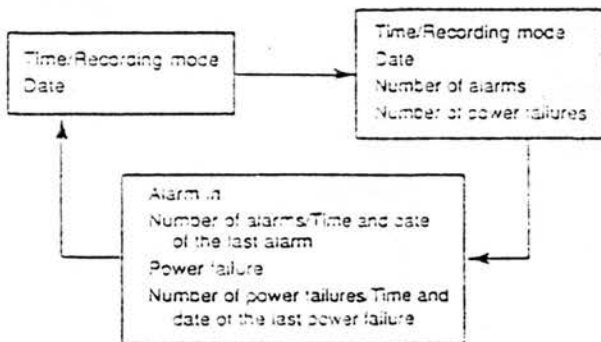 Time/Recording mode
Date
Time/Recording mode
Date
Number of alarms
Number of power failures
Alarm in
Number of alarms/Time and date
of the last alarm
Power failure
Number of power failures/Time and
date of the last power failure